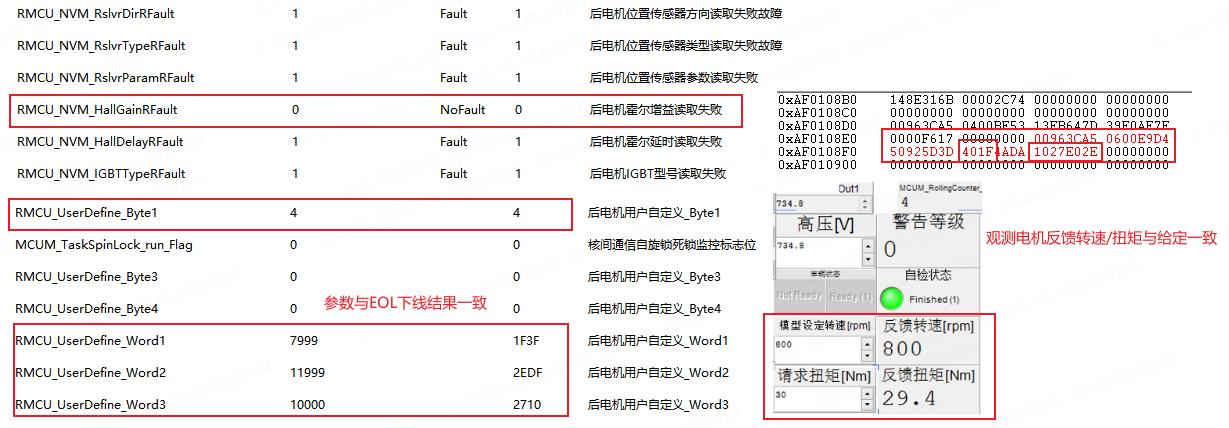 RMCU_NVM_RslvrDirRFault 1 Fault 1 后电机位置传感器方向读取失败故障
RMCU_NVM_RslvrTypeRFault 1 Fault 1 后电机位置传感器类型读取失败故障
RMCU_NVM_RslvrParamRFault 1 Fault 1 后电机位置传感器参数读取失败
RMCU_NVM_HallGainRFault 0 NoFault 0 后电机霍尔增益读取失败
RMCU_NVM_HallDelayRFault 1 Fault 1 后电机霍尔延时读取失败
RMCU_NVM_IGBTTypeRFault 1 Fault 1 后电机IGBT型号读取失败
RMCU_UserDefine_Byte1 4 4 后电机用户自定义_Byte1
MCUM_TaskSpinLock_run_Flag 0 0 核间通信自旋锁死锁监控标志位
RMCU_UserDefine_Byte3 0 0 后电机用户自定义_Byte3
RMCU_UserDefine_Byte4 0 0 后电机用户自定义_Byte4
参数与EOL下线结果一致
RMCU_UserDefine_Word1 7999 1F3F 后电机用户自定义_Word1
RMCU_UserDefine_Word2 11999 2EDF 后电机用户自定义_Word2
RMCU_UserDefine_Word3 10000 2710 后电机用户自定义_Word3
0xAF0108B0 148E316B 00002C74 00000000 00000000
0xAF0108C0 00000000 00000000 00000000 00000000
0xAF0108D0 00963CA5 0400BF53 13FB647D 39F0AF7F
0xAF0108E0 0000F617 00000000 00963CA5 0600E9D4
0xAF0108F0 50925D3D 401F4ADA 1027E02E 00000000
0xAF010900 00000000 00000000 00000000 00000000
Out1 MCUM_RollingCounter_
734.8 4
高压[V] 警告等级
734.8 0
车辆状态 自检状态
Not Ready Ready (1) Finished (1)
模型设定转速[rpm] 反馈转速[rpm]
800 800
请求扭矩[Nm] 反馈扭矩[Nm]
30 29.4
观测电机反馈转速/扭矩与给定一致